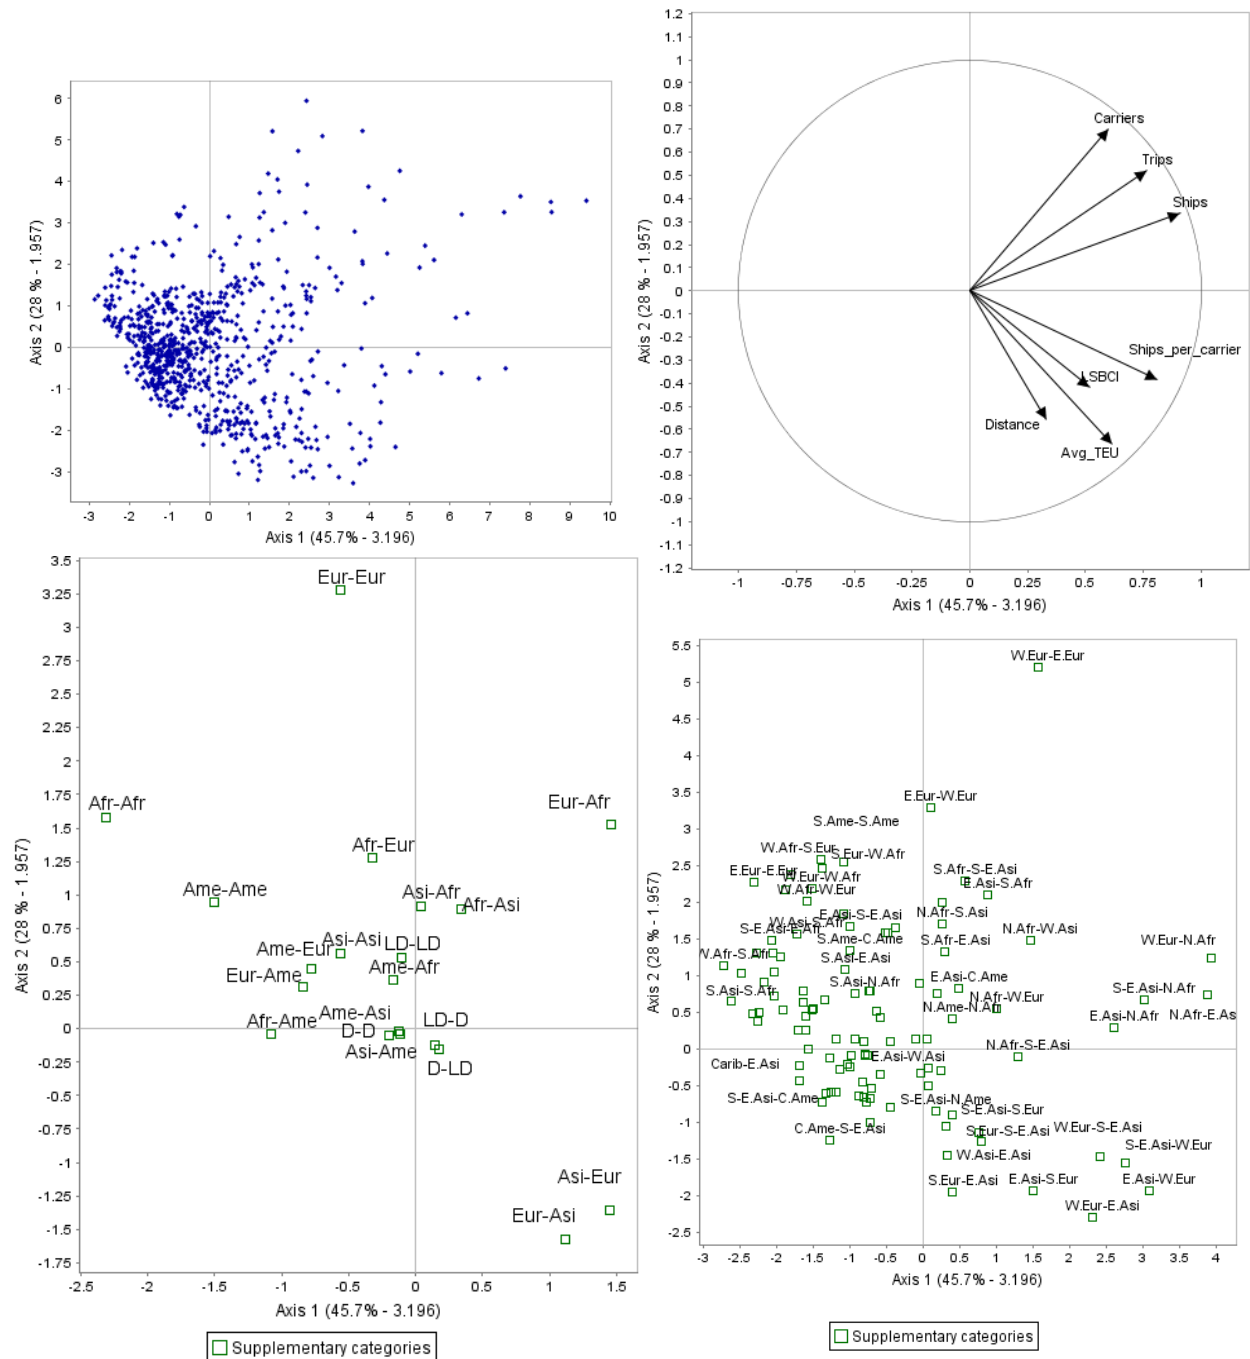 6
5
4
3
2
1
0
-1
-2
-3
-3
-2
-1
0
1
2
3
4
5
6
7
8
9
10
Axis 1 (45.7% - 3.196)
Axis 2 (28 % - 1.957)
1.2
1.1
1
0.9
0.8
0.7
0.6
0.5
0.4
0.3
0.2
0.1
0
-0.1
-0.2
-0.3
-0.4
-0.5
-0.6
-0.7
-0.8
-0.9
-1
-1.1
-1.2
Carriers
Trips
Ships
Ships_per_carrier
LSBCI
Distance
Avg_TEU
-1
-0.75
-0.5
-0.25
0
0.25
0.5
0.75
1
Axis 1 (45.7% - 3.196)
Axis 2 (28 % - 1.957)
3.5
3.25
3
2.75
2.5
2.25
2
1.75
1.5
1.25
1
0.75
0.5
0.25
0
-0.25
-0.5
-0.75
-1
-1.25
-1.5
-1.75
Eur-Eur
Afr-Afr
Eur-Afr
Afr-Eur
Ame-Ame
Asi-Afr
Afr-Asi
Asi-Asi
LD-LD
Ame-Eur
Eur-Ame
Ame-Afr
Ame-Asi
LD-D
Afr-Ame
D-D
Asi-Ame
D-LD
Asi-Eur
Eur-Asi
-2.5
-2
-1.5
-1
-0.5
0
0.5
1
1.5
Axis 1 (45.7% - 3.196)
Axis 2 (28 % - 1.957)
Supplementary categories
5.5
5
4.5
4
3.5
3
2.5
2
1.5
1
0.5
0
-0.5
-1
-1.5
-2
-2.5
W.Eur-E.Eur
E.Eur-W.Eur
S.Ame-S.Ame
W.Afr-S.Eur
S.Eur-W.Afr
E.Eur-E.Eur
W.Eur-W.Afr
S.Afr-S-E.Asi
W.Afr-W.Eur
E.Asi-S.Afr
E.Asi-S-E.Asi
N.Afr-S.Asi
W.Asi-S.Afr
S-E.Asi-E.Afr
N.Afr-W.Asi
S.Ame-C.Ame
S.Afr-E.Asi
W.Eur-N.Afr
W.Afr-S.Afr
S.Asi-E.Asi
S.Asi-S.Afr
S.Asi-N.Afr
E.Asi-C.Ame
S-E.Asi-N.Afr
N.Ame-N.Afr
N.Afr-W.Eur
E.Asi-N.Afr
N.Afr-E.Asi
N.Afr-S-E.Asi
Carib-E.Asi
E.Asi-W.Asi
S-E.Asi-C.Ame
S-E.Asi-N.Ame
S-E.Asi-S.Eur
C.Ame-S-E.Asi
S.Eur-S-E.Asi
W.Eur-S-E.Asi
W.Asi-E.Asi
S-E.Asi-W.Eur
S.Eur-E.Asi
E.Asi-S.Eur
E.Asi-W.Eur
W.Eur-E.Asi
-3
-2.5
-2
-1.5
-1
-0.5
0
0.5
1
1.5
2
2.5
3
3.5
4
Axis 1 (45.7% - 3.196)
Axis 2 (28 % - 1.957)
Supplementary categories